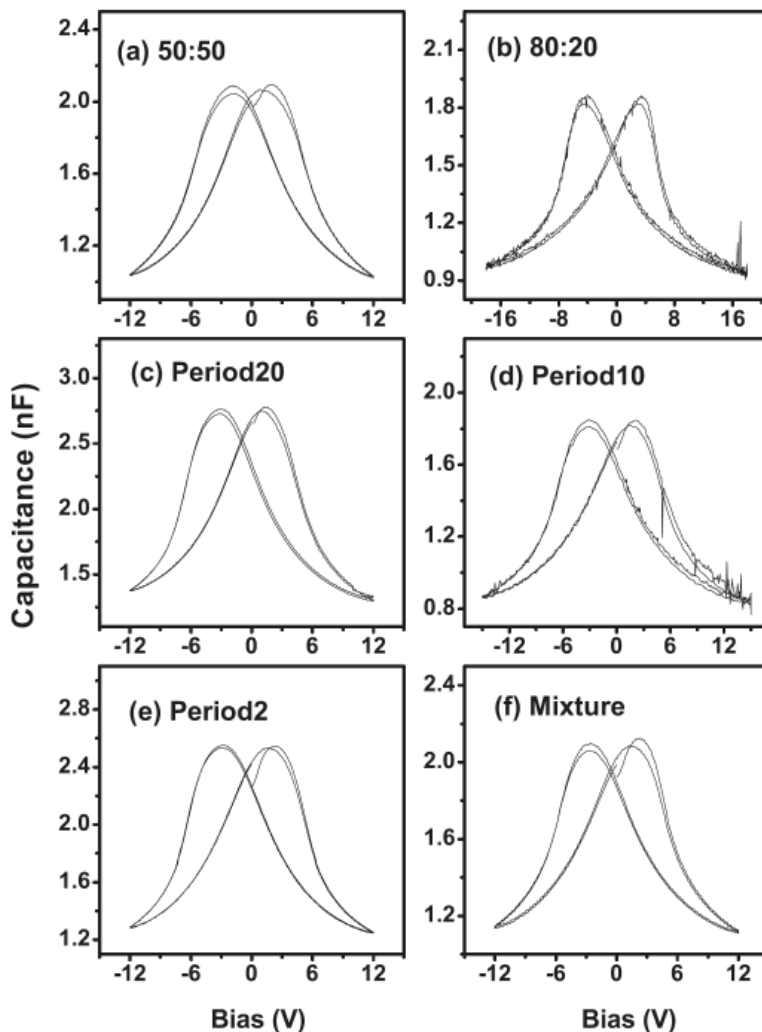 (a) 50:50
2.4
2.0
1.6
1.2
-12 -6 0 6 12
(b) 80:20
2.1
1.8
1.5
1.2
0.9
-16 -8 0 8 16
(c) Period20
3.0
2.5
2.0
1.5
-12 -6 0 6 12
(d) Period10
2.0
1.6
1.2
0.8
-12 -6 0 6 12
(e) Period2
2.8
2.4
2.0
1.6
1.2
-12 -6 0 6 12
(f) Mixture
2.4
2.0
1.6
1.2
-12 -6 0 6 12
Capacitance (nF)
Bias (V)
Bias (V)